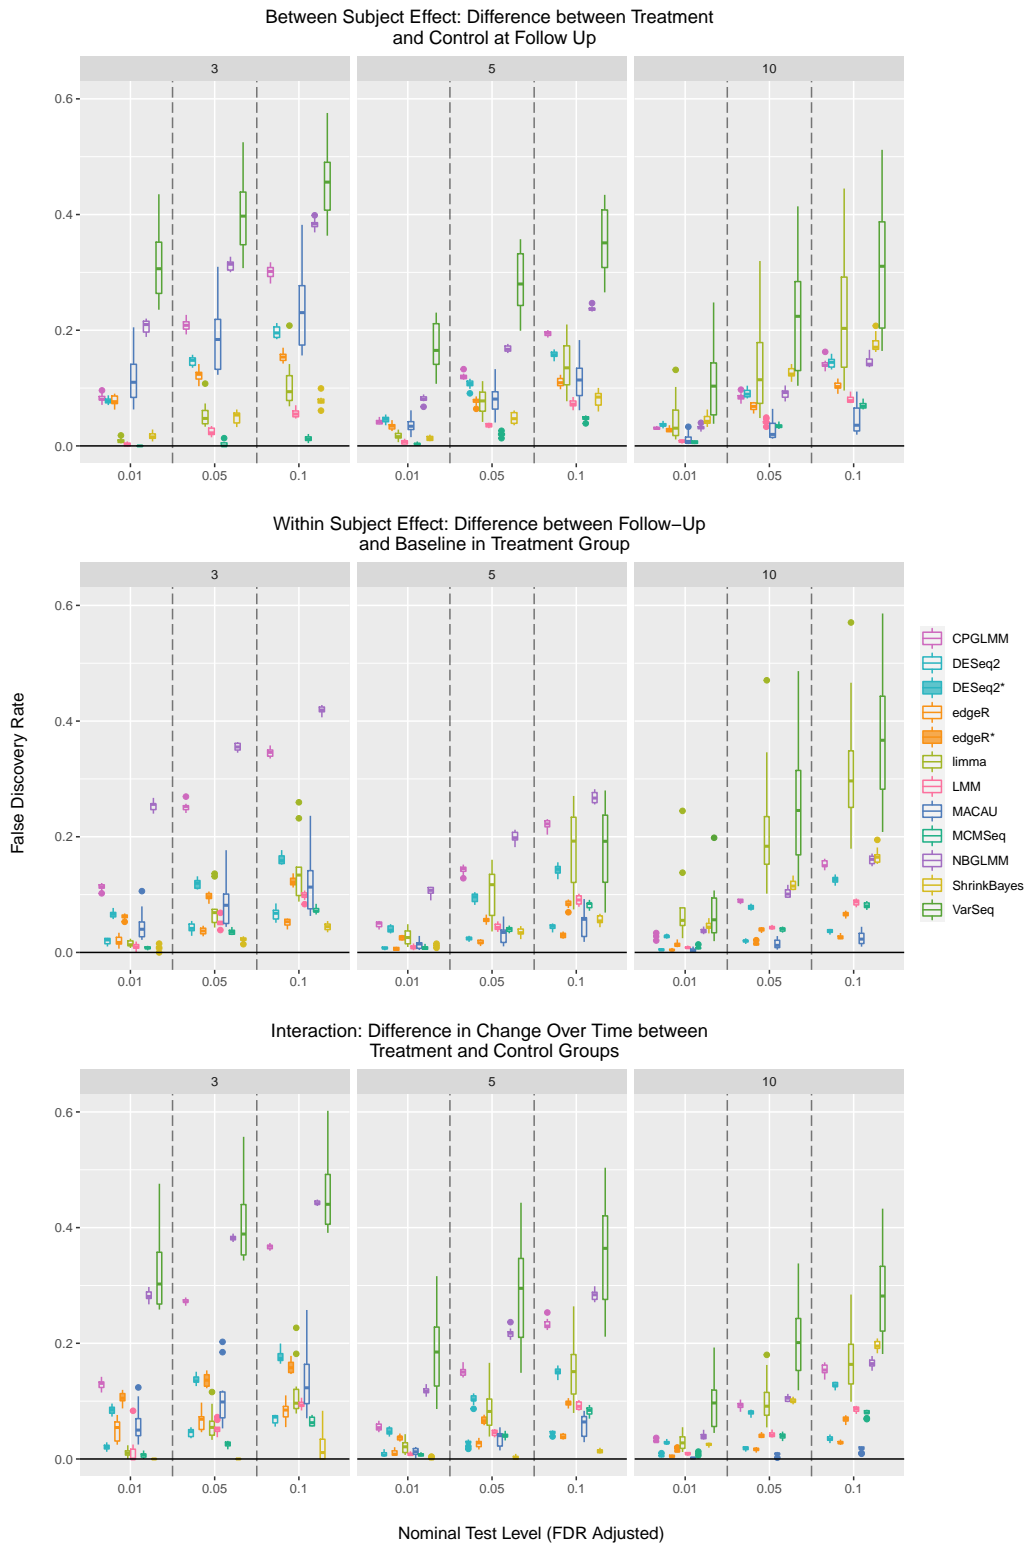 Between Subject Effect: Difference between Treatment
and Control at Follow Up
3 5 10
0.6
0.4
0.2
0.0
0.01 0.05 0.1 0.01 0.05 0.1 0.01 0.05 0.1
Within Subject Effect: Difference between Follow−Up
and Baseline in Treatment Group
3 5 10
0.6
0.4
0.2
0.0
0.01 0.05 0.1 0.01 0.05 0.1 0.01 0.05 0.1
False Discovery Rate
CPGLMM
DESeq2
DESeq2*
edgeR
edgeR*
limma
LMM
MACAU
MCMSeq
NBGLMM
ShrinkBayes
VarSeq
Interaction: Difference in Change Over Time between
Treatment and Control Groups
3 5 10
0.6
0.4
0.2
0.0
0.01 0.05 0.1 0.01 0.05 0.1 0.01 0.05 0.1
Nominal Test Level (FDR Adjusted)